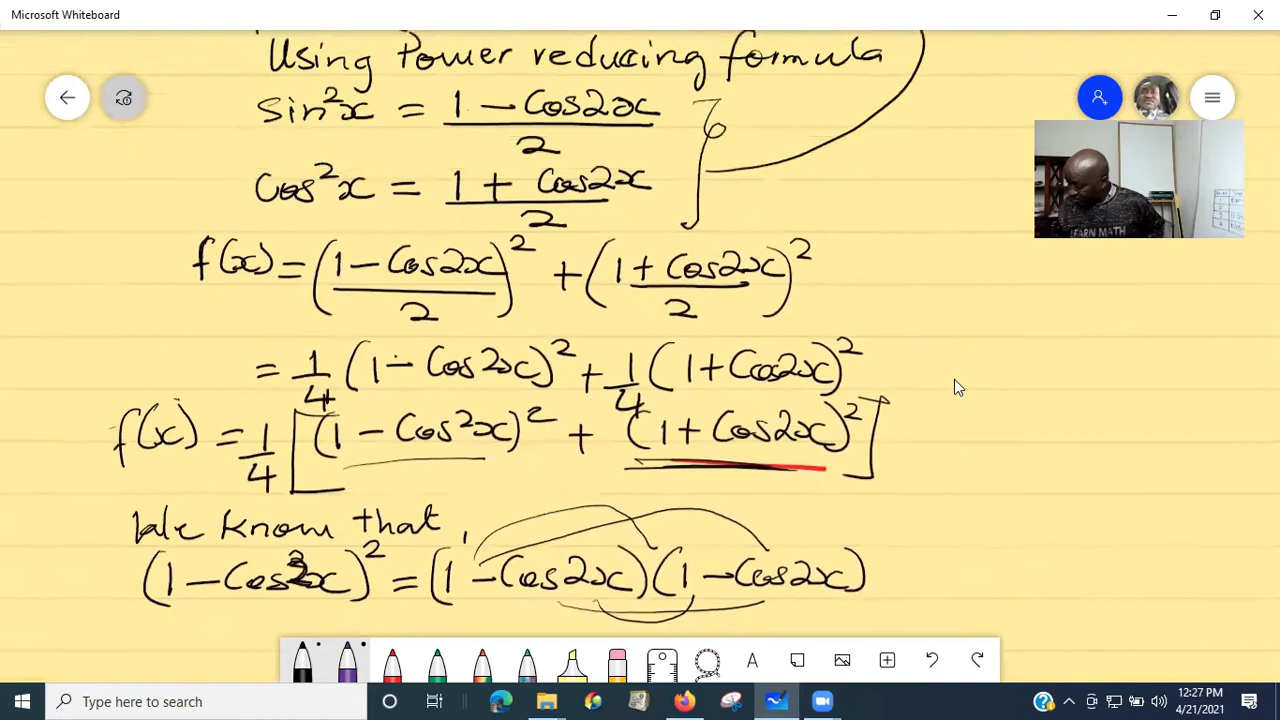 Microsoft Whiteboard
Using Power reducing formula
sin²x = 1 - Cos2x / 2
Cos²x = 1 + Cos2x / 2
f(x) = (1 - Cos2x / 2)² + (1 + Cos2x / 2)²
= 1/4 (1 - Cos2x)² + 1/4 (1 + Cos2x)²
f(x) = 1/4 [(1 - Cos2x)² + (1 + Cos2x)²]
We know that,
(1 - Cos2x)² = (1 - Cos2x)(1 - Cos2x)
LEARN MATH
A
Type here to search
12:27 PM
4/21/2021